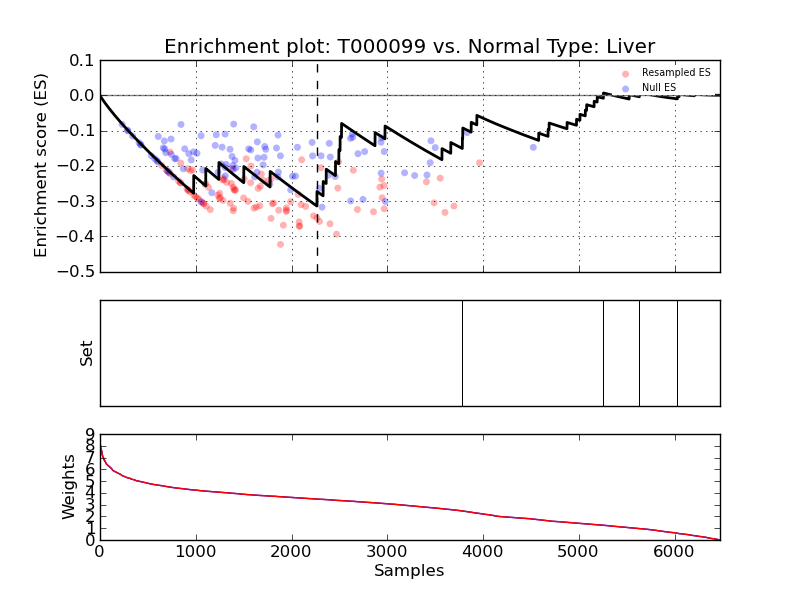 Enrichment plot: T000099 vs. Normal Type: Liver
0.1
0.0
−0.1
−0.2
−0.3
−0.4
−0.5
Enrichment score (ES)
Resampled ES
Null ES
Set
9
8
7
6
5
4
3
2
1
0
Weights
0 1000 2000 3000 4000 5000 6000
Samples